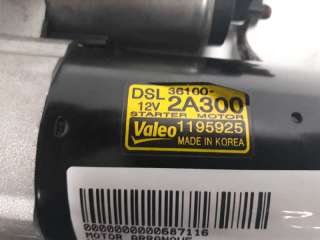 DSL 36100-
12V 2A300
STARTER MOTOR
Valeo 1195925
MADE IN KOREA
0000000000687116
MOTOR ARRANQUE